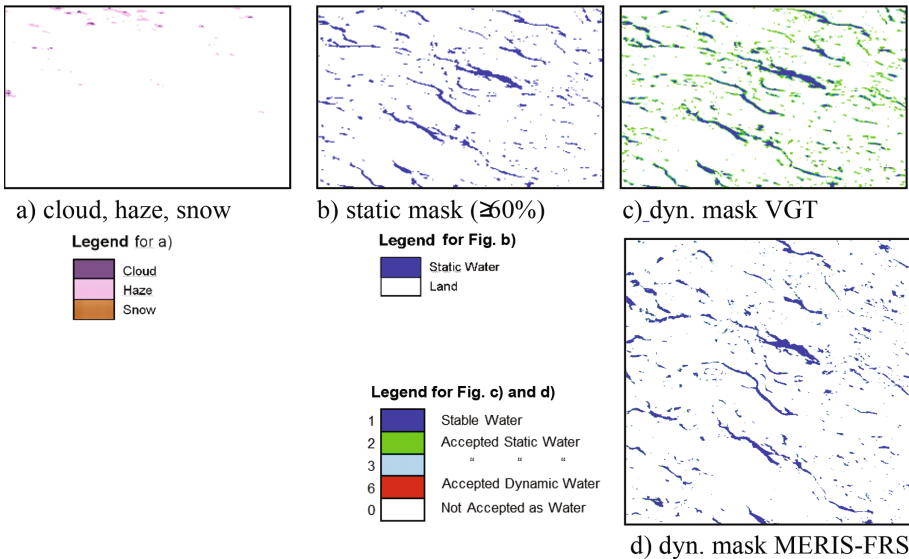 a) cloud, haze, snow
b) static mask (≧60%)
c)_dyn. mask VGT
Legend for a)
Cloud
Haze
Snow
Legend for Fig. b)
Static Water
Land
Legend for Fig. c) and d)
1 Stable Water
2 Accepted Static Water
3 “ “ “
6 Accepted Dynamic Water
0 Not Accepted as Water
d) dyn. mask MERIS-FRS